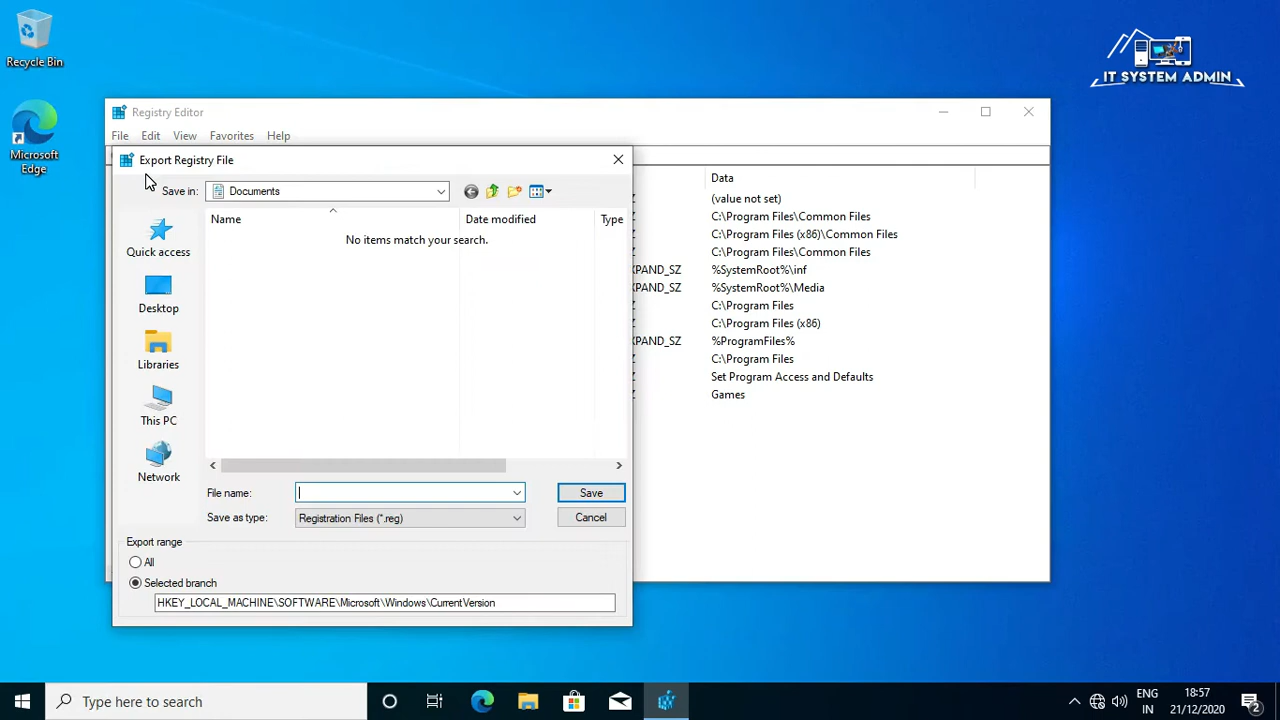 Recycle Bin
Microsoft
Edge
IT SYSTEM ADMIN
Registry Editor
File Edit View Favorites Help
Export Registry File
Save in: Documents
Quick access
Desktop
Libraries
This PC
Network
Name Date modified Type
No items match your search.
File name: Save
Save as type: Registration Files (*.reg) Cancel
Export range
All
Selected branch
HKEY_LOCAL_MACHINE\SOFTWARE\Microsoft\Windows\CurrentVersion
Data
(value not set)
C:\Program Files\Common Files
C:\Program Files (x86)\Common Files
C:\Program Files\Common Files
XPAND_SZ %SystemRoot%\inf
XPAND_SZ %SystemRoot%\Media
C:\Program Files
C:\Program Files (x86)
XPAND_SZ %ProgramFiles%
C:\Program Files
Set Program Access and Defaults
Games
Type here to search
ENG
IN
18:57
21/12/2020
2